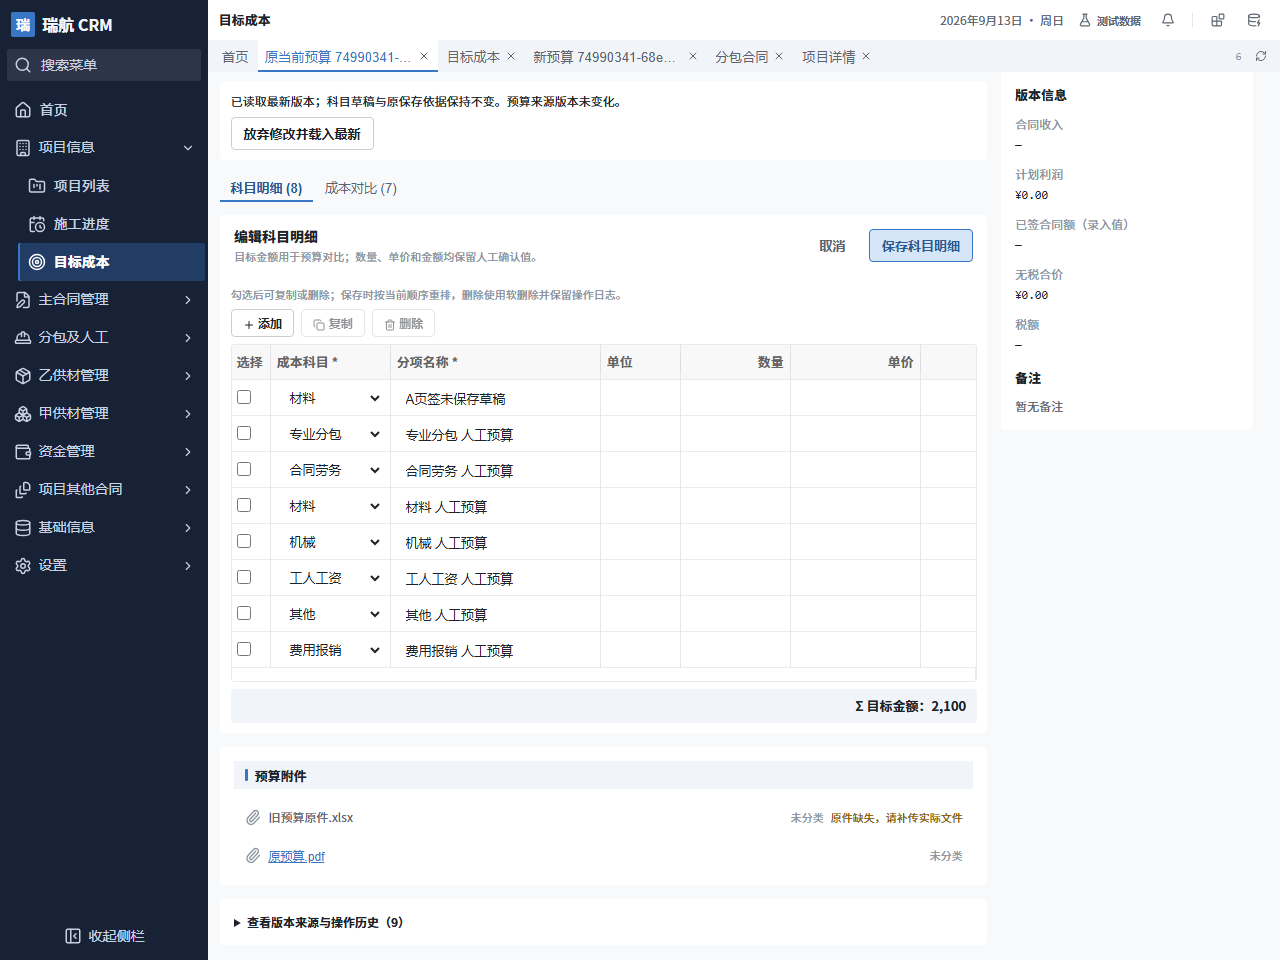 瑞 瑞航 CRM
搜索菜单
首页
项目信息
项目列表
施工进度
目标成本
主合同管理
分包及人工
乙供材管理
甲供材管理
资金管理
项目其他合同
基础信息
设置
收起侧栏
目标成本
2026年9月13日 · 周日 测试数据
首页 原当前预算 74990341-... 目标成本 新预算 74990341-68e... 分包合同 项目详情 6
已读取最新版本；科目草稿与原保存依据保持不变。预算来源版本未变化。
放弃修改并载入最新
科目明细 (8) 成本对比 (7)
编辑科目明细
目标金额用于预算对比；数量、单价和金额均保留人工确认值。
取消 保存科目明细
勾选后可复制或删除；保存时按当前顺序重排，删除使用软删除并保留操作日志。
+ 添加 复制 删除
选择 成本科目 * 分项名称 * 单位 数量 单价
材料 A页签未保存草稿
专业分包 专业分包 人工预算
合同劳务 合同劳务 人工预算
材料 材料 人工预算
机械 机械 人工预算
工人工资 工人工资 人工预算
其他 其他 人工预算
费用报销 费用报销 人工预算
Σ 目标金额：2,100
预算附件
旧预算原件.xlsx 未分类 原件缺失，请补传实际文件
原预算.pdf 未分类
查看版本来源与操作历史（9）
版本信息
合同收入
—
计划利润
¥0.00
已签合同额（录入值）
—
无税合价
¥0.00
税额
—
备注
暂无备注